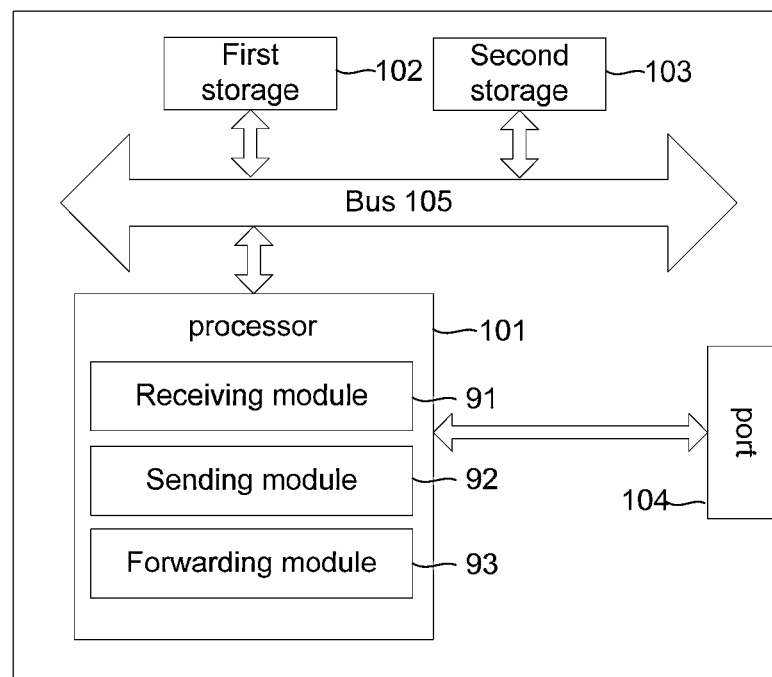 First
storage
102
Second
storage
103
Bus 105
processor
101
Receiving module
91
Sending module
92
Forwarding module
93
port
104